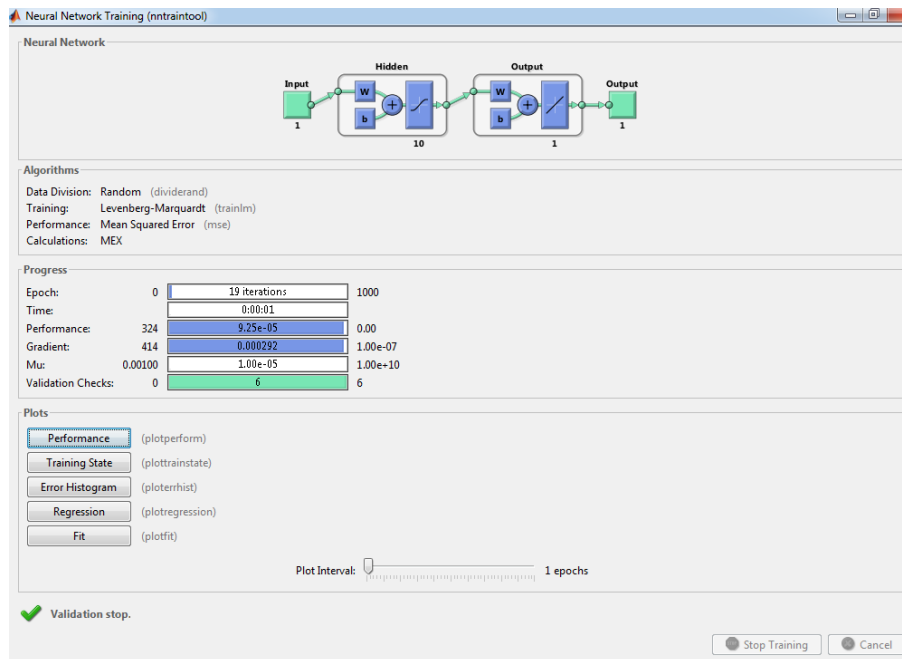 Neural Network Training (nntraintool)
Neural Network
Hidden Output
Input Output
W W
+ +
b b
1 1
10 1
Algorithms
Data Division: Random (dividerand)
Training: Levenberg-Marquardt (trainlm)
Performance: Mean Squared Error (mse)
Calculations: MEX
Progress
Epoch: 0 19 iterations 1000
Time: 0:00:01
Performance: 324 9.25e-05 0.00
Gradient: 414 0.000292 1.00e-07
Mu: 0.00100 1.00e-05 1.00e+10
Validation Checks: 0 6 6
Plots
Performance (plotperform)
Training State (plottrainstate)
Error Histogram (ploterrhist)
Regression (plotregression)
Fit (plotfit)
Plot Interval: 1 epochs
Validation stop.
Stop Training Cancel